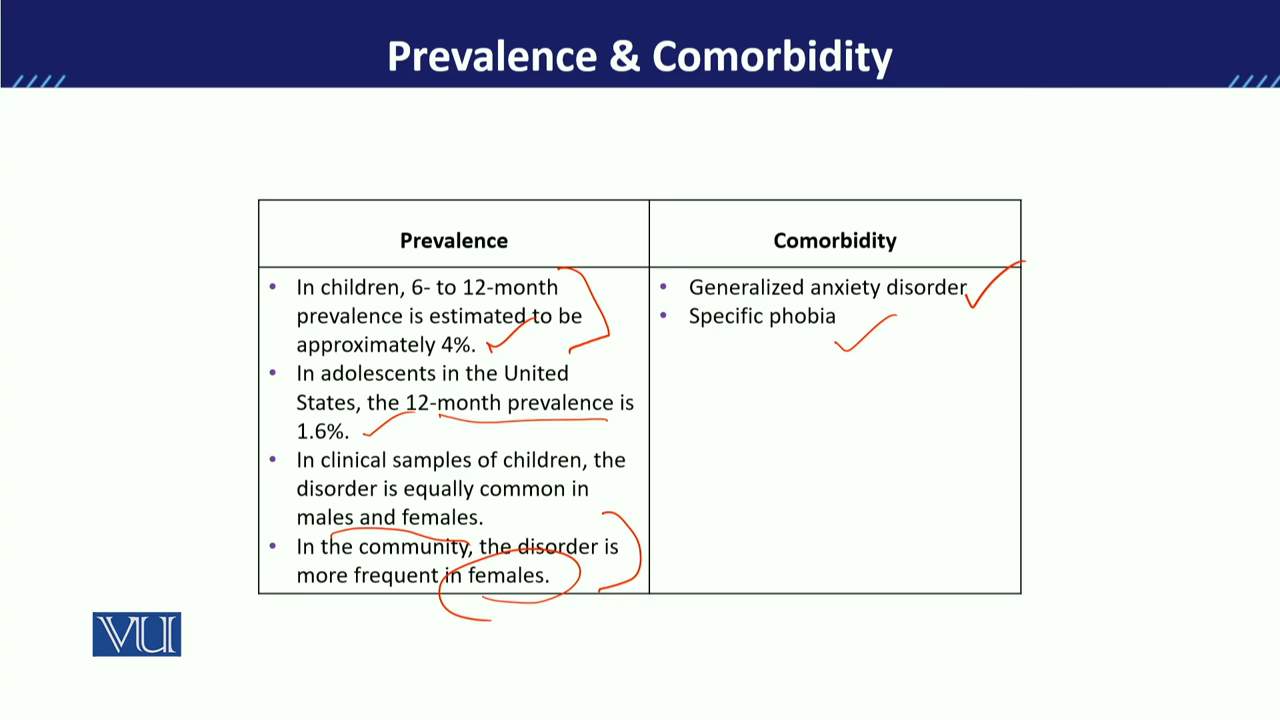 Prevalence & Comorbidity
Prevalence
• In children, 6- to 12-month
prevalence is estimated to be
approximately 4%.
• In adolescents in the United
States, the 12-month prevalence is
1.6%.
• In clinical samples of children, the
disorder is equally common in
males and females.
• In the community, the disorder is
more frequent in females.
Comorbidity
• Generalized anxiety disorder
• Specific phobia
VU